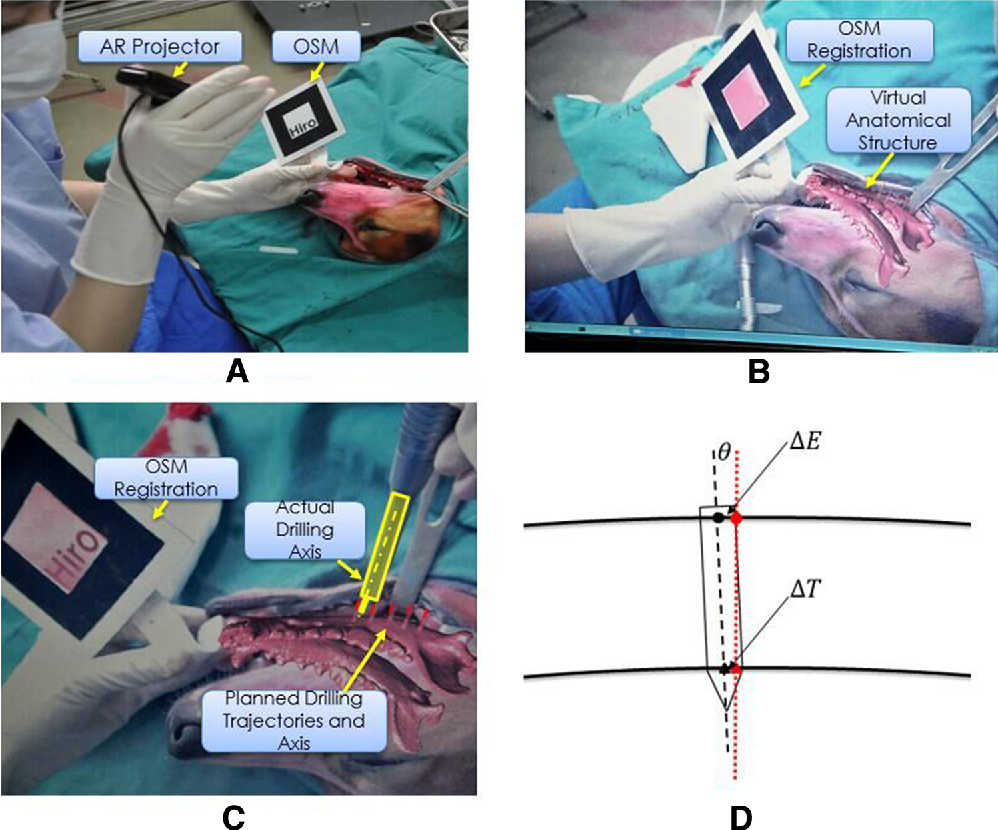 AR Projector
OSM
Hiro
A
OSM
Registration
Virtual
Anatomical
Structure
B
OSM
Registration
Hiro
Actual
Drilling
Axis
Planned Drilling
Trajectories and
Axis
C
θ
ΔE
ΔT
D